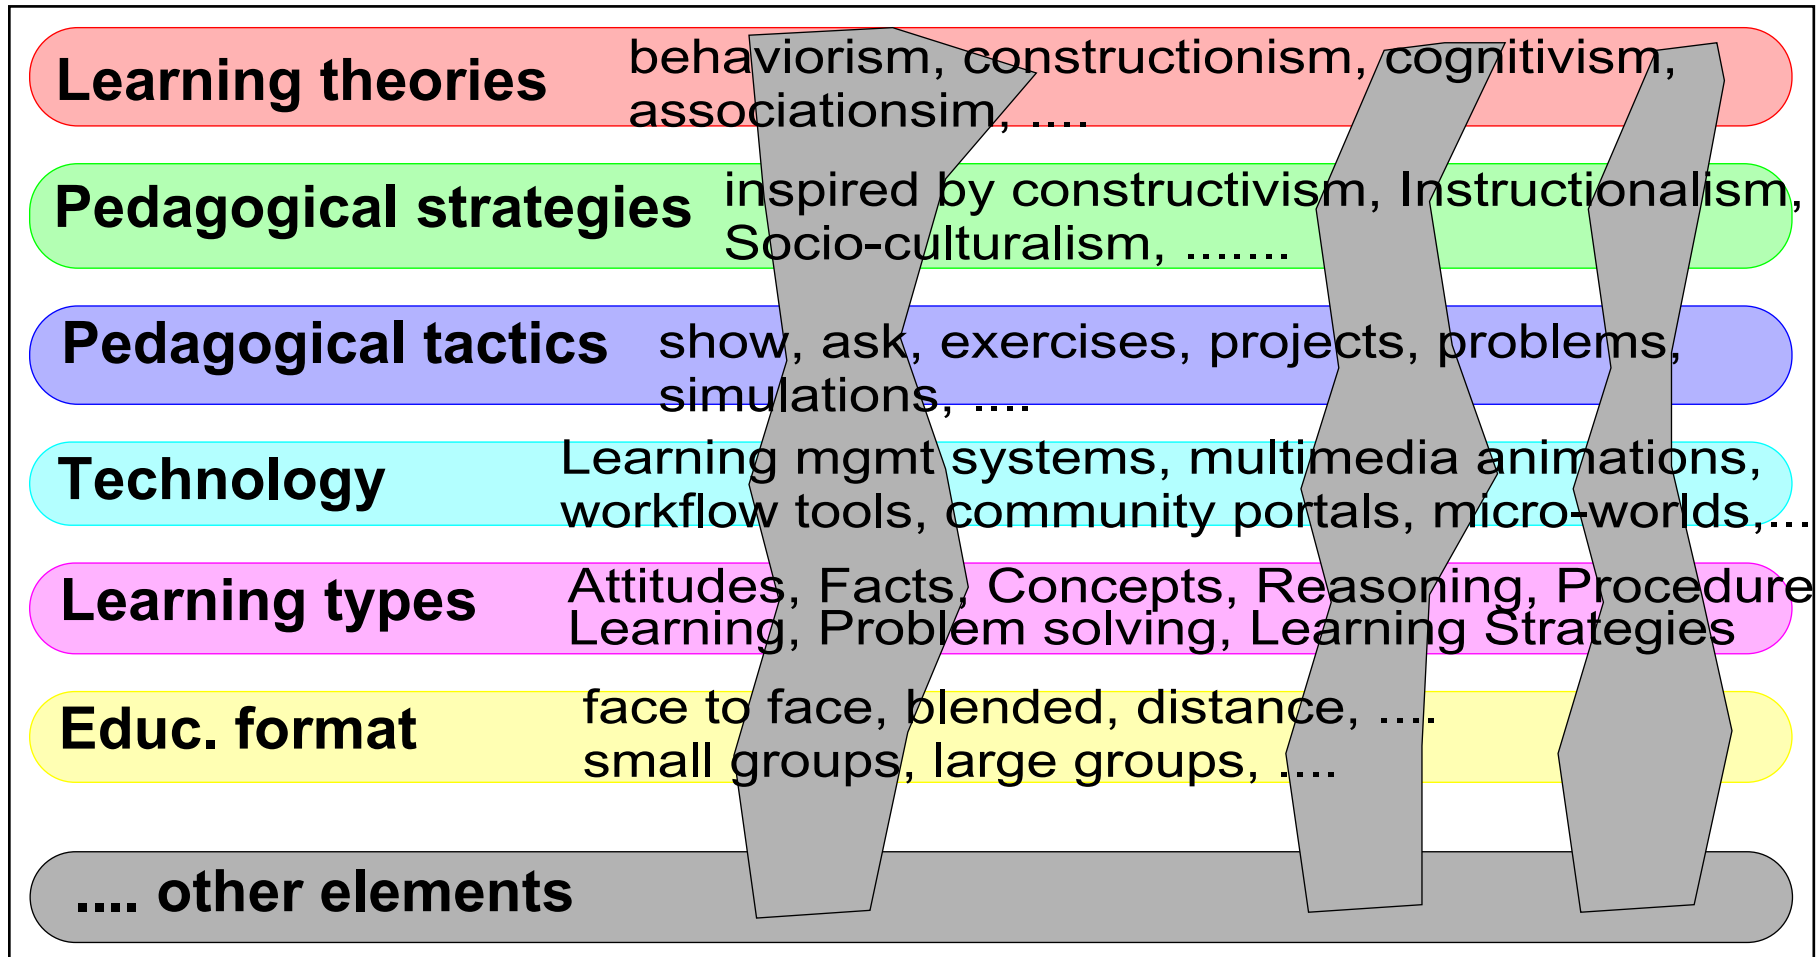 Learning theories
behaviorism, constructionism, cognitivism,
associationsim, ....
Pedagogical strategies
inspired by constructivism, Instructionalism,
Socio-culturalism, .......
Pedagogical tactics
show, ask, exercises, projects, problems,
simulations, ....
Technology
Learning mgmt systems, multimedia animations,
workflow tools, community portals, micro-worlds,...
Learning types
Attitudes, Facts, Concepts, Reasoning, Procedure
Learning, Problem solving, Learning Strategies
Educ. format
face to face, blended, distance, ....
small groups, large groups, ....
.... other elements